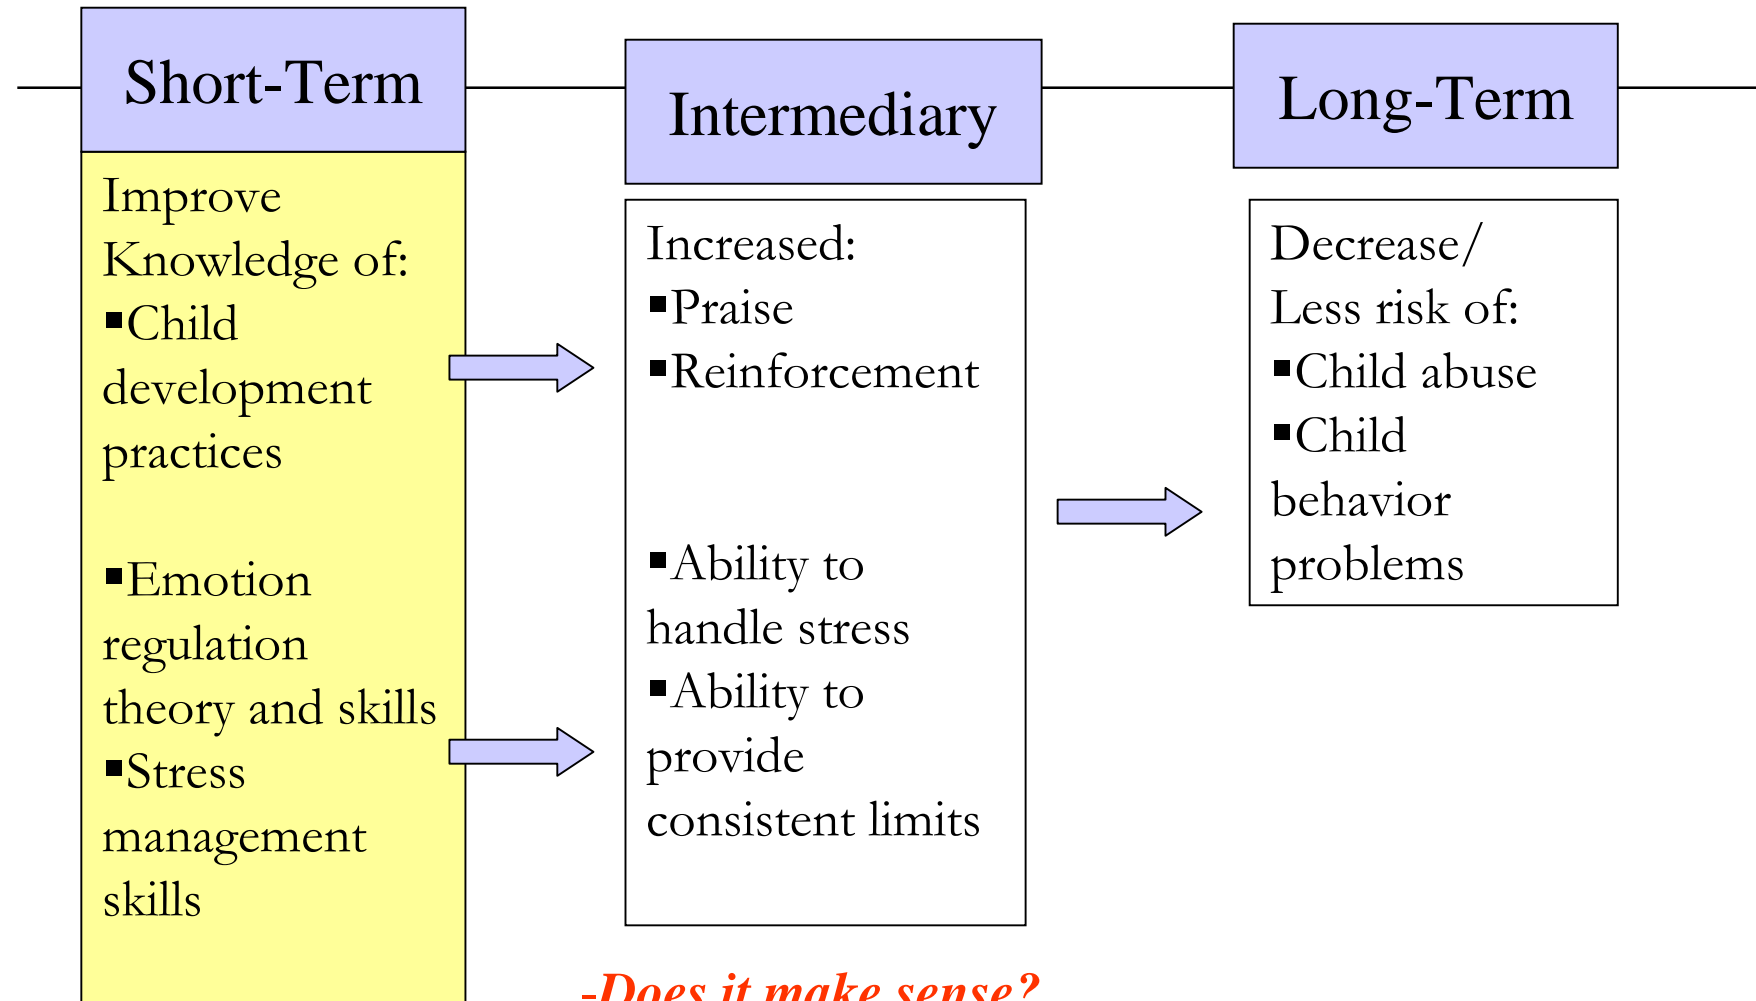 Short-Term
Improve
Knowledge of:
▪Child
development
practices
▪Emotion
regulation
theory and skills
▪Stress
management
skills
Intermediary
Increased:
▪Praise
▪Reinforcement
▪Ability to
handle stress
▪Ability to
provide
consistent limits
Long-Term
Decrease/
Less risk of:
▪Child abuse
▪Child
behavior
problems
-Does it make sense?